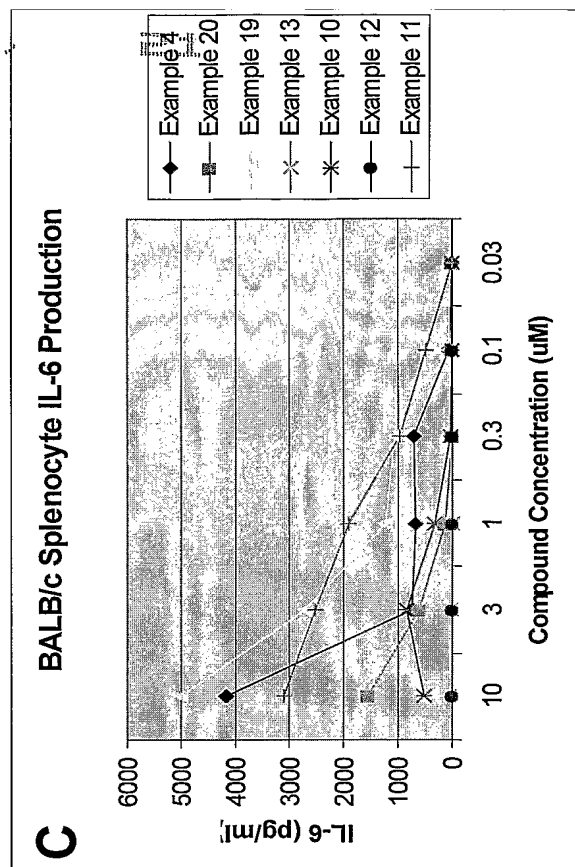 C
BALB/c Splenocyte IL-6 Production
6000
5000
4000
3000
2000
1000
0
IL-6 (pg/ml)
10
3
1
0.3
0.1
0.03
Compound Concentration (uM)
Example 4
Example 20
Example 19
Example 13
Example 10
Example 12
Example 11